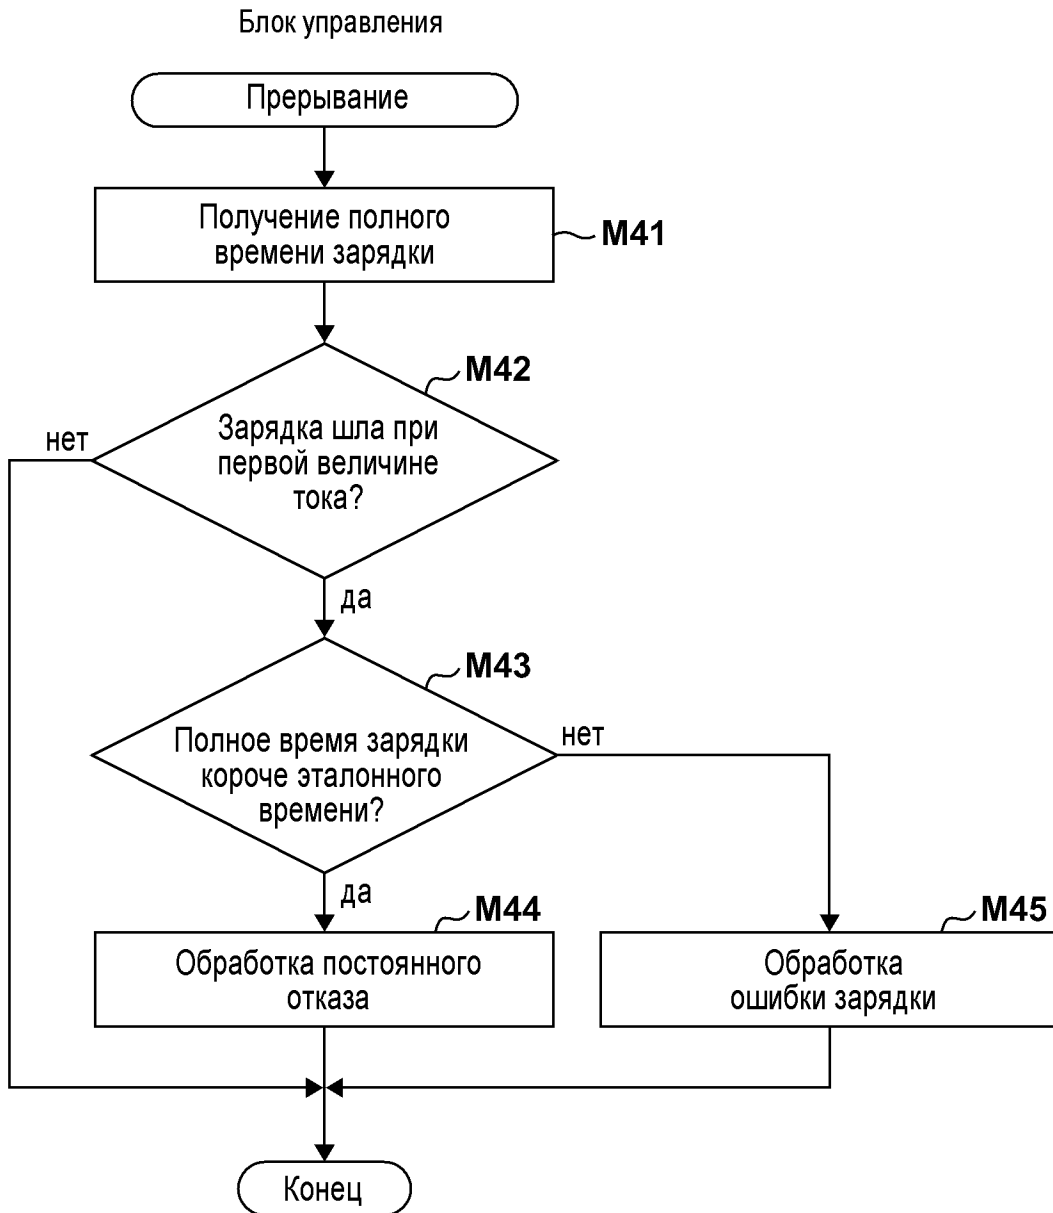 Блок управления
Прерывание
Получение полного
времени зарядки
M41
M42
Зарядка шла при
первой величине
тока?
нет
да
M43
Полное время зарядки
короче эталонного
времени?
нет
да
M44
Обработка постоянного
отказа
M45
Обработка
ошибки зарядки
Конец